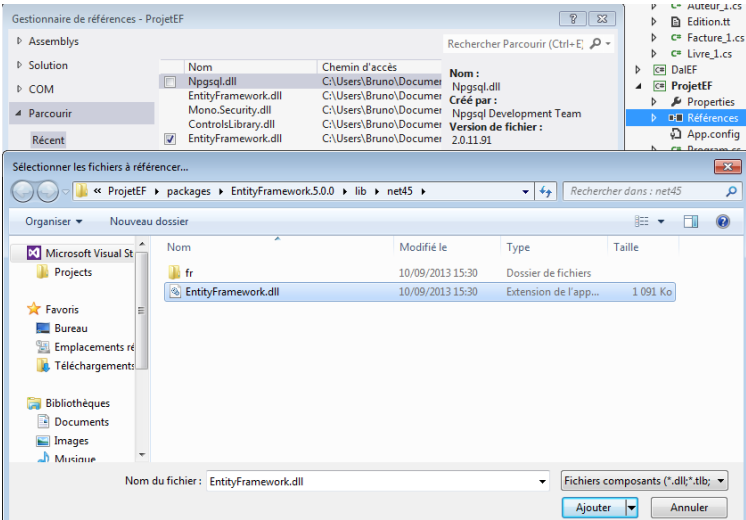 Gestionnaire de références - ProjetEF
Assemblys
Solution
COM
Parcourir
Récent
Rechercher Parcourir (Ctrl+E
Nom Chemin d'accès
Npgsql.dll C:\Users\Bruno\Documen
EntityFramework.dll C:\Users\Bruno\Documen
Mono.Security.dll C:\Users\Bruno\Documen
ControlsLibrary.dll C:\Users\Bruno\Documen
EntityFramework.dll C:\Users\Bruno\Documen
Nom :
Npgsql.dll
Créé par :
Npgsql Development Team
Version de fichier :
2.0.11.91
C# Auteur_1.cs
Edition.tt
C# Facture_1.cs
C# Livre_1.cs
C# DalEF
C# ProjetEF
Properties
Références
App.config
C# Program.cs
Sélectionner les fichiers à référencer...
« ProjetEF packages EntityFramework.5.0.0 lib net45
Rechercher dans : net45
Organiser Nouveau dossier
Microsoft Visual St
Projects
Favoris
Bureau
Emplacements ré
Téléchargements
Bibliothèques
Documents
Images
Musique
Nom Modifié le Type Taille
fr 10/09/2013 15:30 Dossier de fichiers
EntityFramework.dll 10/09/2013 15:30 Extension de l'app... 1 091 Ko
Nom du fichier : EntityFramework.dll
Fichiers composants (*.dll;*.tlb;
Ajouter Annuler